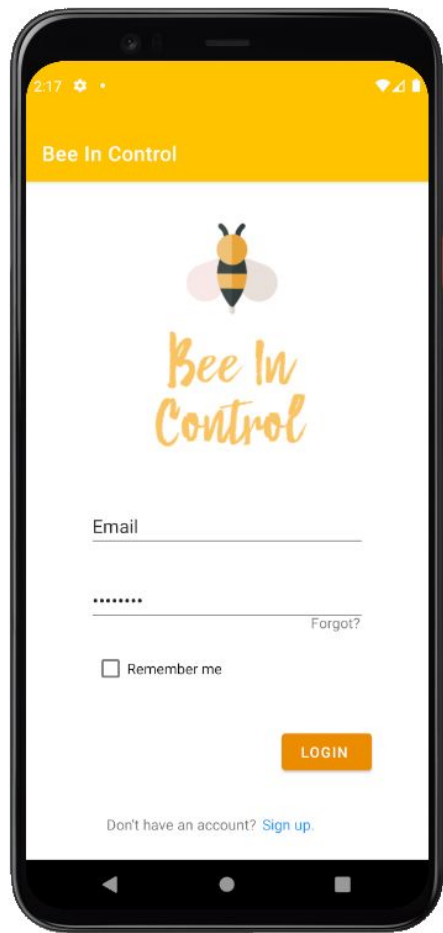 2:17
Bee In Control
Bee In
Control
Email
••••••••
Forgot?
Remember me
LOGIN
Don't have an account? Sign up.